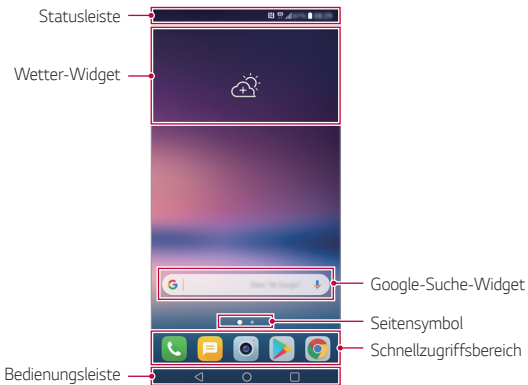 Statusleiste
Wetter-Widget
Google-Suche-Widget
Seitensymbol
Schnellzugriffsbereich
Bedienungsleiste